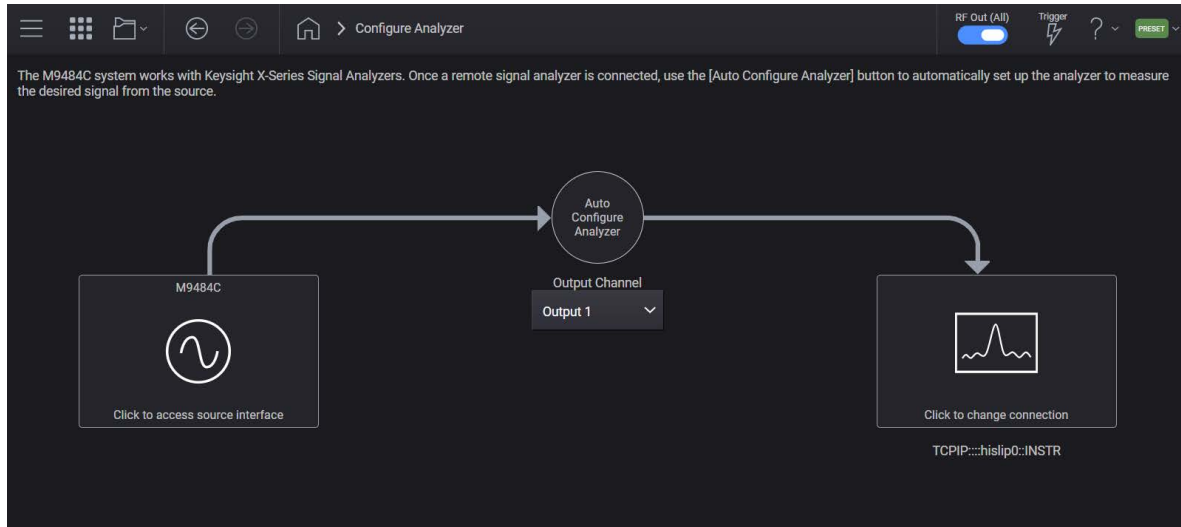 Configure Analyzer
RF Out (All)
Trigger
?
PRESET
The M9484C system works with Keysight X-Series Signal Analyzers. Once a remote signal analyzer is connected, use the [Auto Configure Analyzer] button to automatically set up the analyzer to measure
the desired signal from the source.
Auto
Configure
Analyzer
M9484C
Output Channel
Output 1
Click to access source interface
Click to change connection
TCPIP::::hislip0::INSTR